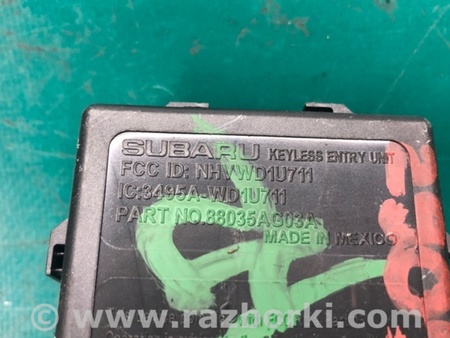 SUBARU KEYLESS ENTRY UNIT
FCC ID: NHVWD1U711
IC:3495A-WD1U711
PART NO.88035AG03A
MADE IN MEXICO
www.razborki.com